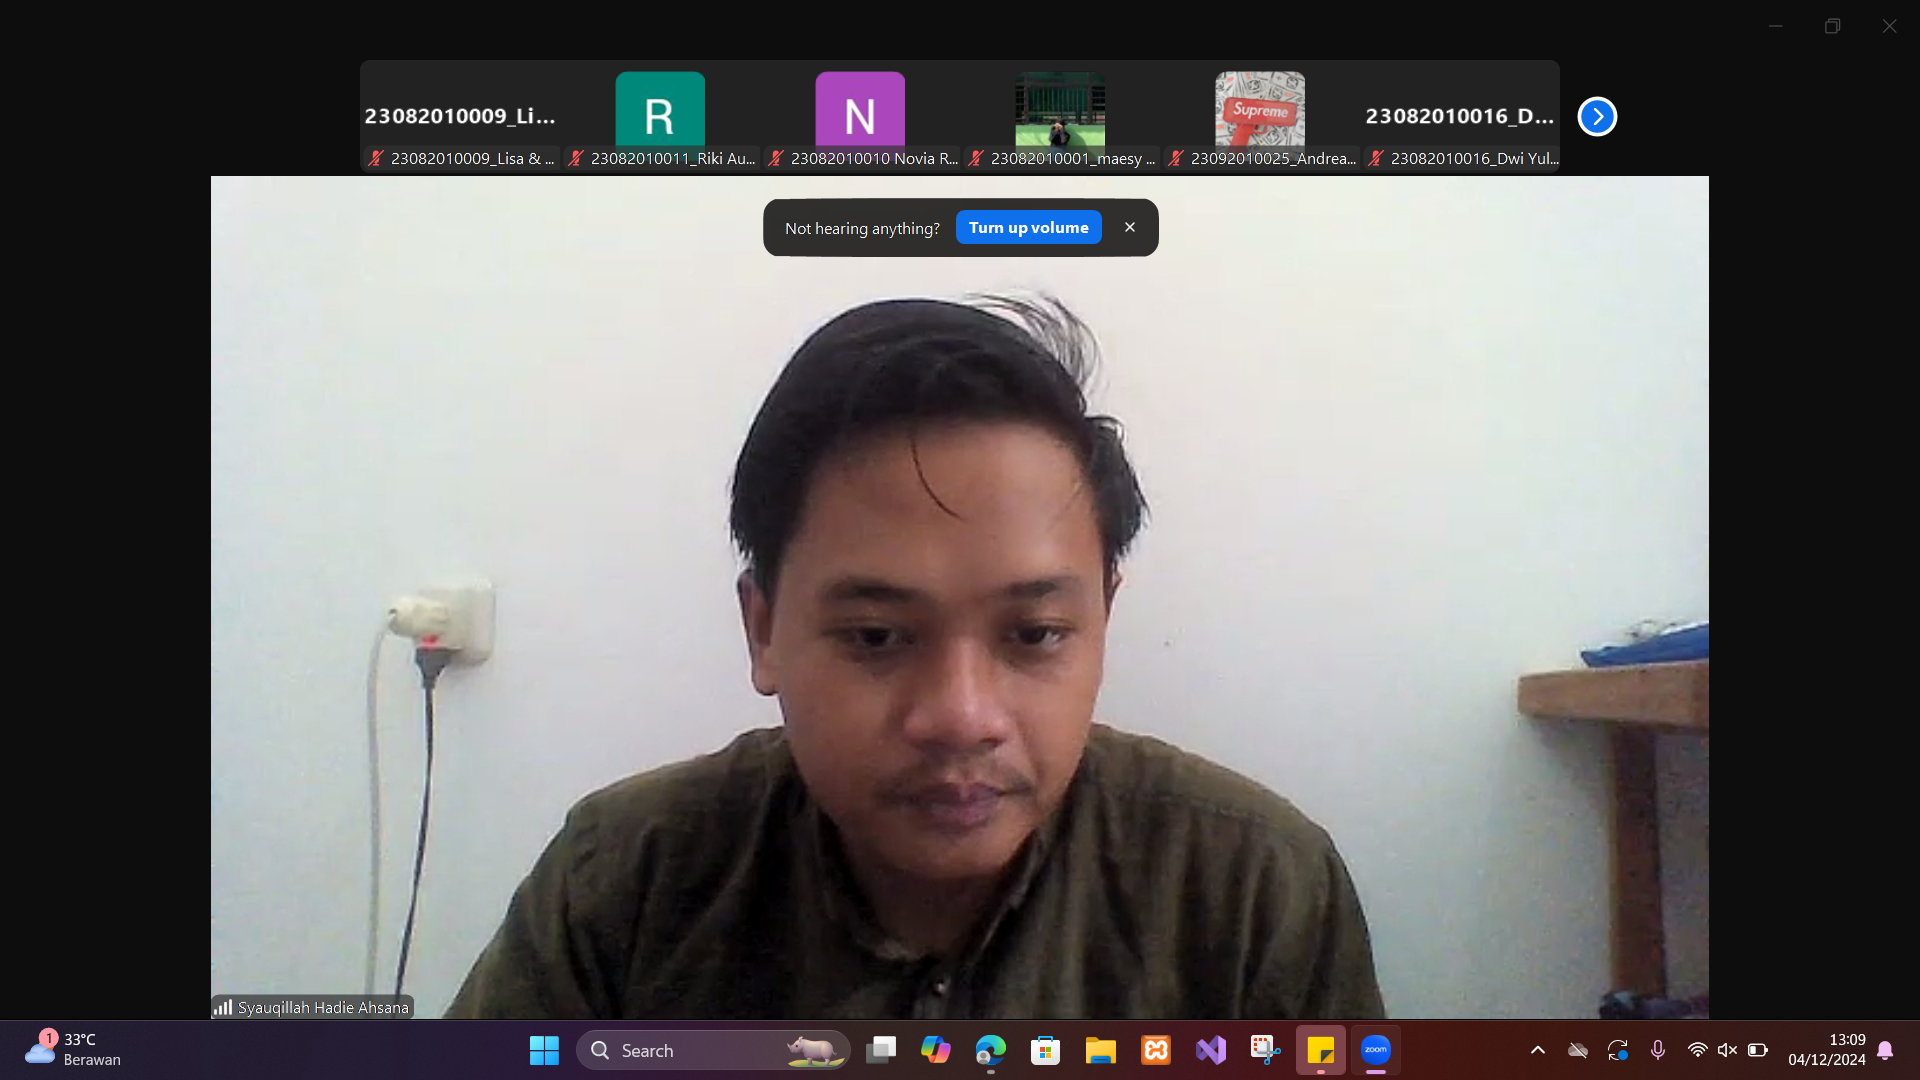 23082010009_Li...
R
N
Supreme
23082010016_D...
23082010009_Lisa & ...
23082010011_Riki Au...
23082010010 Novia R...
23082010001_maesy ...
23092010025_Andrea...
23082010016_Dwi Yul...
Not hearing anything?
Turn up volume
Syauqillah Hadie Ahsana
1
33°C
Berawan
Search
zoom
13:09
04/12/2024